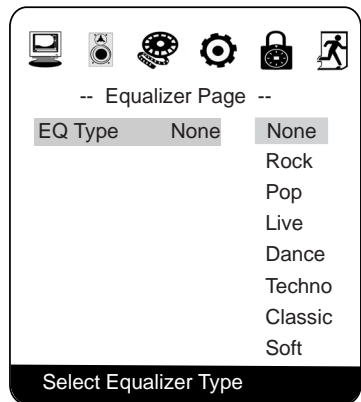 -- Equalizer Page --
EQ Type None None
Rock
Pop
Live
Dance
Techno
Classic
Soft
Select Equalizer Type